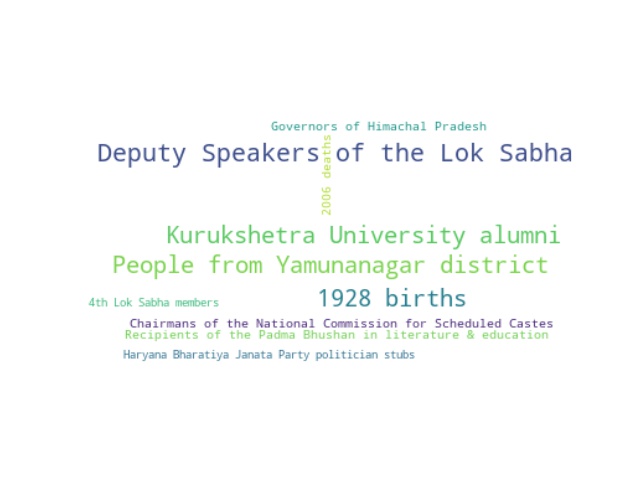 Governors of Himachal Pradesh
Deputy Speakers of the Lok Sabha
2006 deaths
Kurukshetra University alumni
People from Yamunanagar district
1928 births
4th Lok Sabha members
Chairmans of the National Commission for Scheduled Castes
Recipients of the Padma Bhushan in literature & education
Haryana Bharatiya Janata Party politician stubs